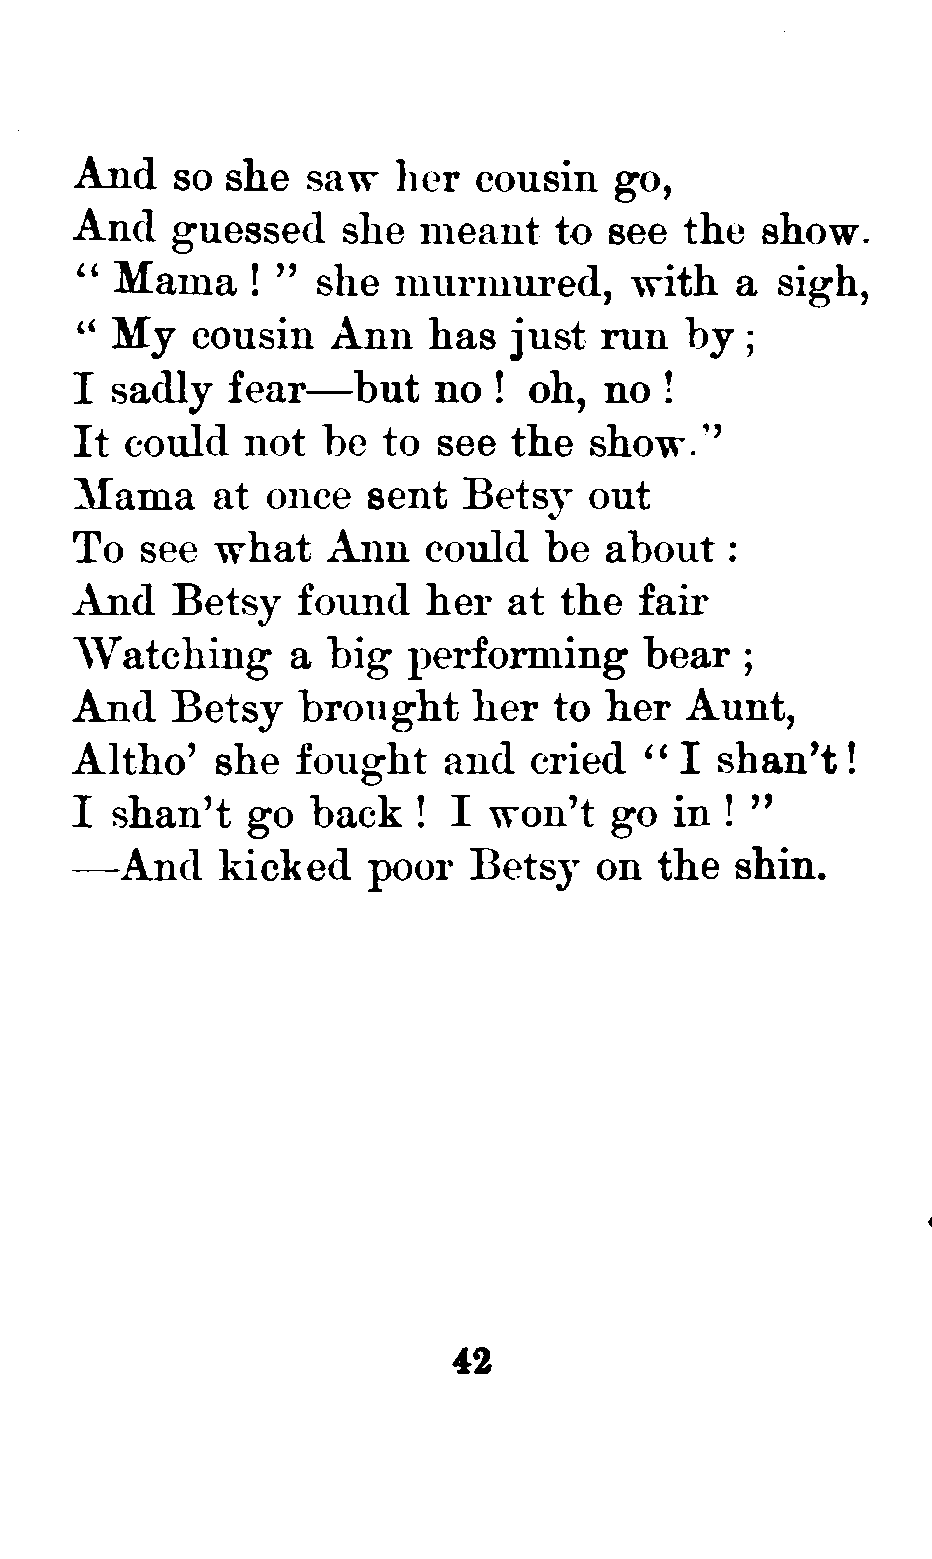 And so she saw her cousin go,
And guessed she meant to see the show.
“ Mama ! ” she murmured, with a sigh,
“ My cousin Ann has just run by ;
I sadly fear—but no ! oh, no !
It could not be to see the show.”
Mama at once sent Betsy out
To see what Ann could be about :
And Betsy found her at the fair
Watching a big performing bear ;
And Betsy brought her to her Aunt,
Altho’ she fought and cried “ I shan’t !
I shan’t go back ! I won’t go in ! ”
—And kicked poor Betsy on the shin.
42